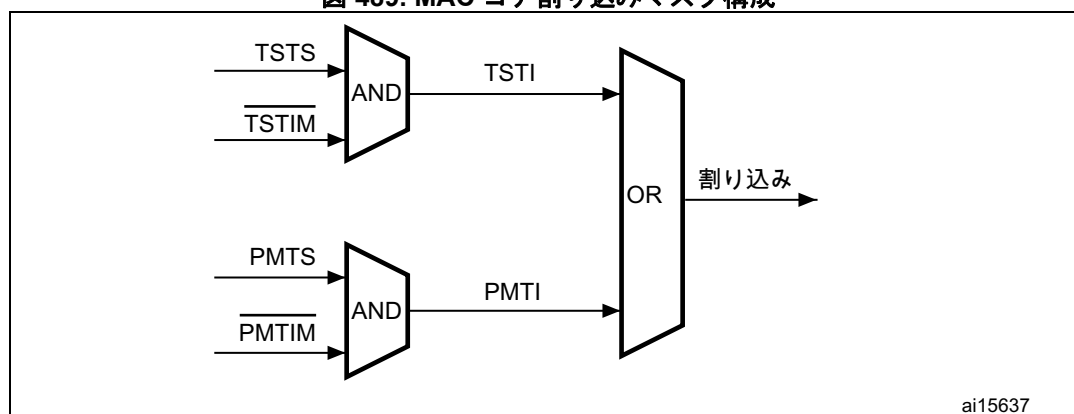 図 489. MAC コア割り込みマスク構成
TSTS
TSTIM
AND
TSTI
OR
割り込み
PMTS
PMTIM
AND
PMTI
ai15637